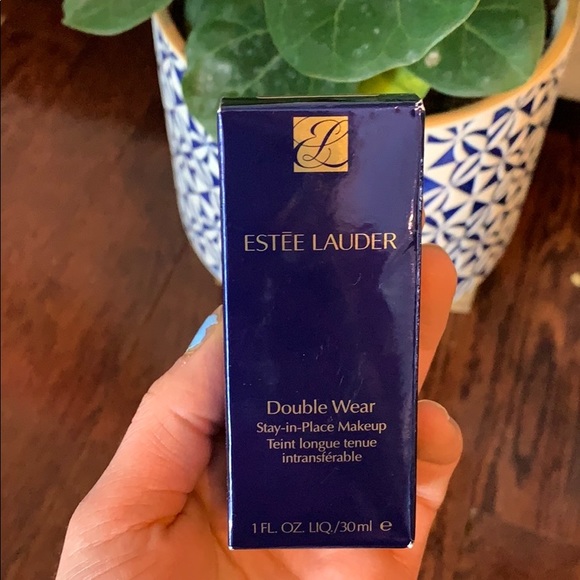 ESTĒE LAUDER
Double Wear
Stay-in-Place Makeup
Teint longue tenue
intransférable
1 FL. OZ. LIQ./30ml ℮